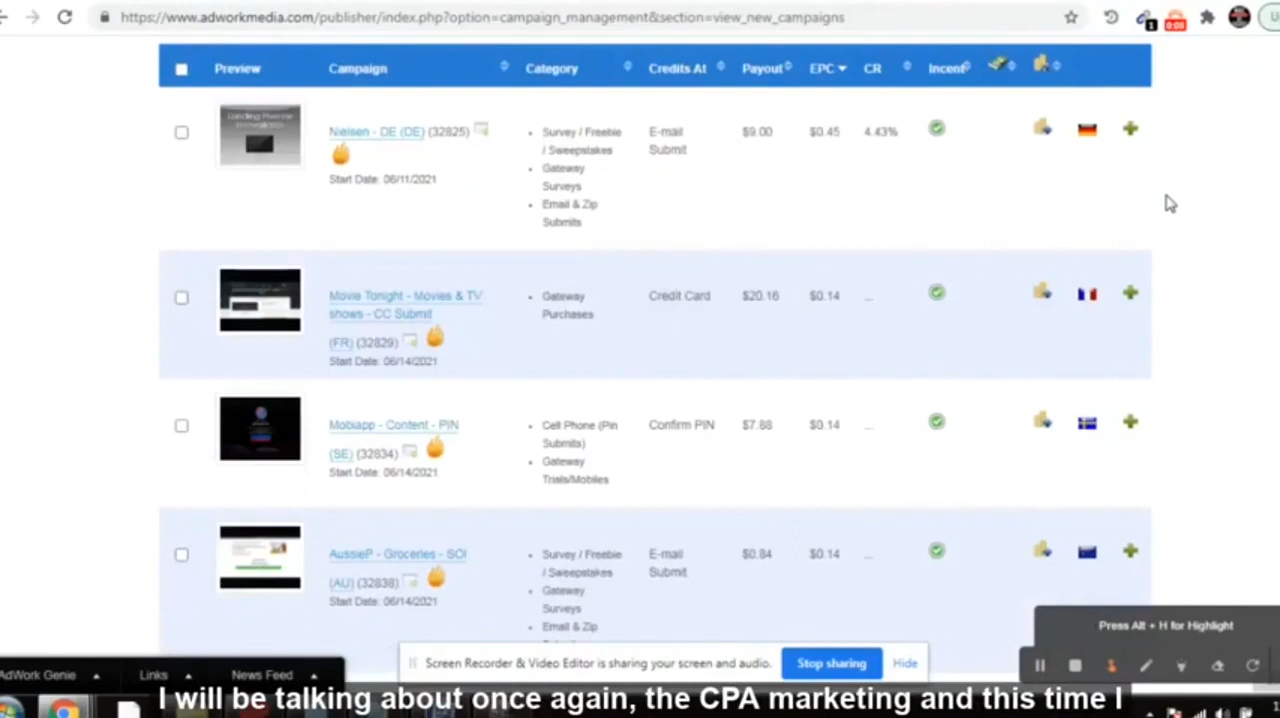 https://www.adworkmedia.com/publisher/index.php?option=campaign_management&section=view_new_campaigns
1
0:03
Preview Campaign Category Credits At Payout EPC CR Incent
Landing Preview
Nielsen - DE (DE) (32825)
Start Date: 06/11/2021
Survey / Freebie
/ Sweepstakes
Gateway
Surveys
Email & Zip
Submits
E-mail
Submit
$9.00
$0.45
4.43%
Movie Tonight - Movies & TV
shows - CC Submit
(FR) (32829)
Start Date: 06/14/2021
Gateway
Purchases
Credit Card
$20.16
$0.14
...
Mobiapp - Content - PIN
(SE) (32834)
Start Date: 06/14/2021
Cell Phone (Pin
Submits)
Gateway
Trials/Mobiles
Confirm PIN
$7.88
$0.14
...
AussieP - Groceries - SOI
(AU) (32838)
Start Date: 06/14/2021
Survey / Freebie
/ Sweepstakes
Gateway
Surveys
Email & Zip
E-mail
Submit
$0.84
$0.14
...
Press Alt + H for Highlight
Screen Recorder & Video Editor is sharing your screen and audio.
Stop sharing
Hide
AdWork Genie
Links
News Feed
I will be talking about once again, the CPA marketing and this time I